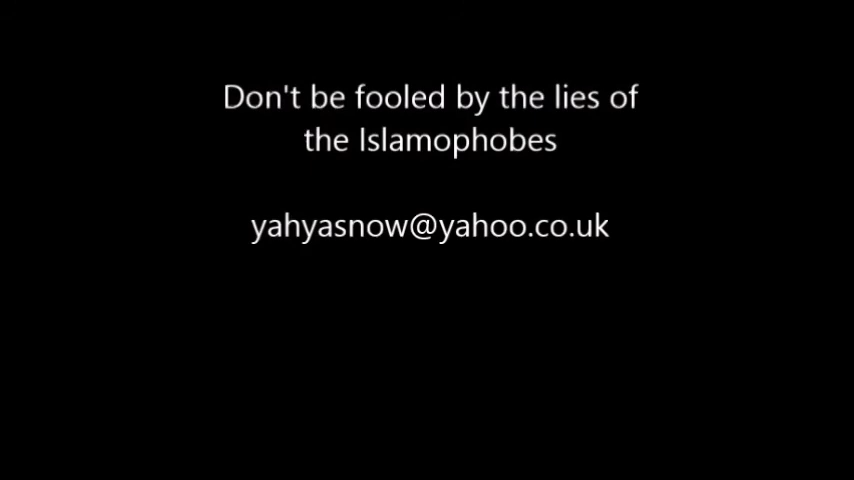 Don't be fooled by the lies of
the Islamophobes
yahyasnow@yahoo.co.uk